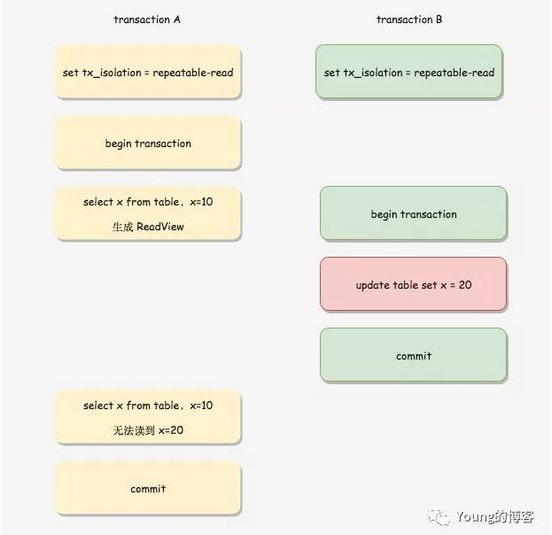 transaction A
transaction B
set tx_isolation = repeatable-read
set tx_isolation = repeatable-read
begin transaction
select x from table, x=10
生成 ReadView
begin transaction
update table set x = 20
commit
select x from table, x=10
无法读到 x=20
commit
Young的博客